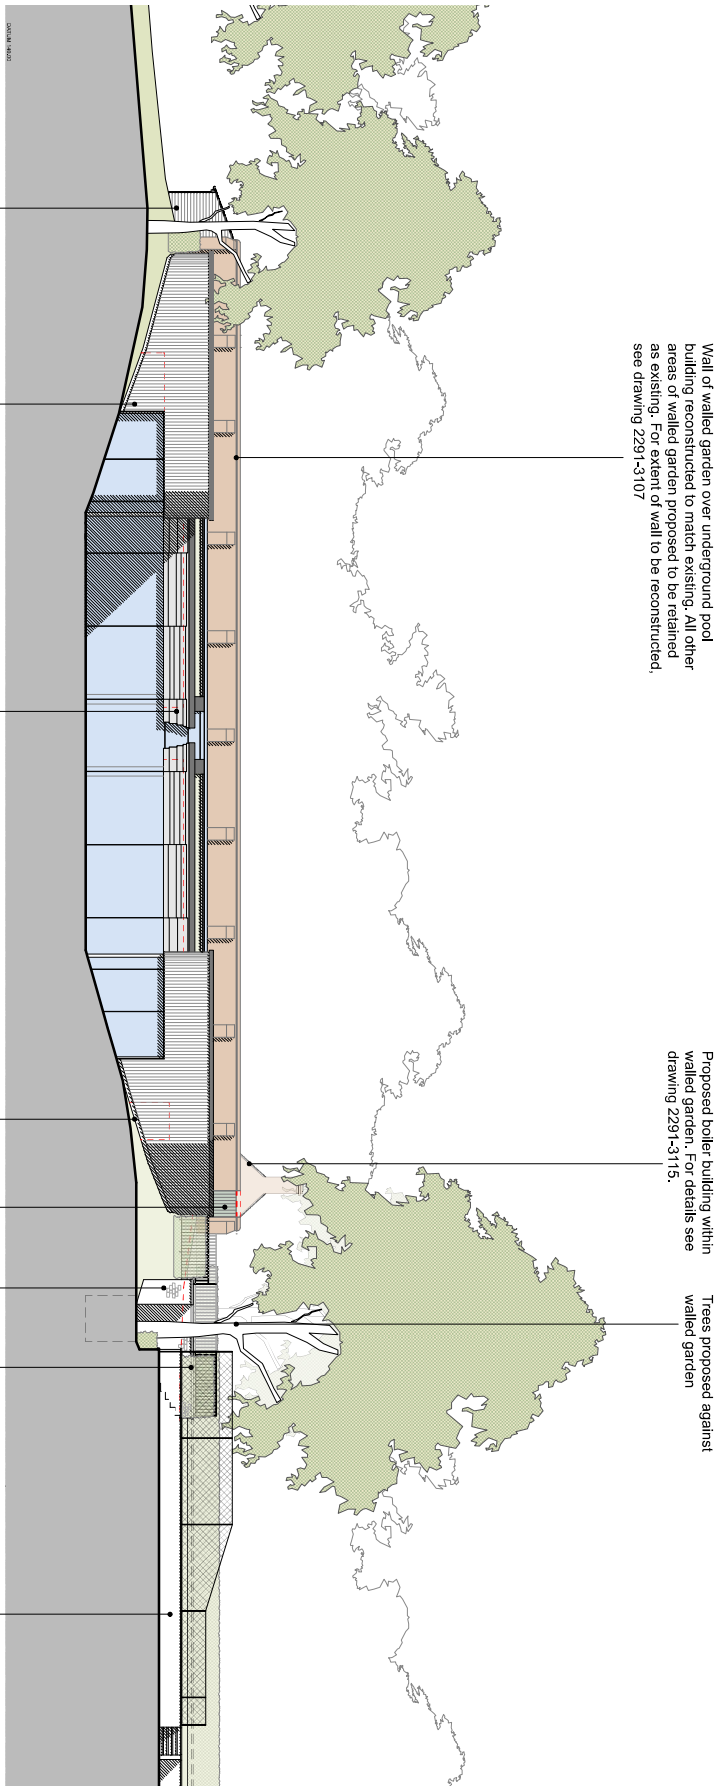 Wall of walled garden over underground pool
building reconstructed to match existing. All other
areas of walled garden proposed to be retained
as existing. For extent of wall to be reconstructed,
see drawing 2291-3107
Proposed boiler building within
walled garden. For details see
drawing 2291-3115.
Trees proposed against
walled garden